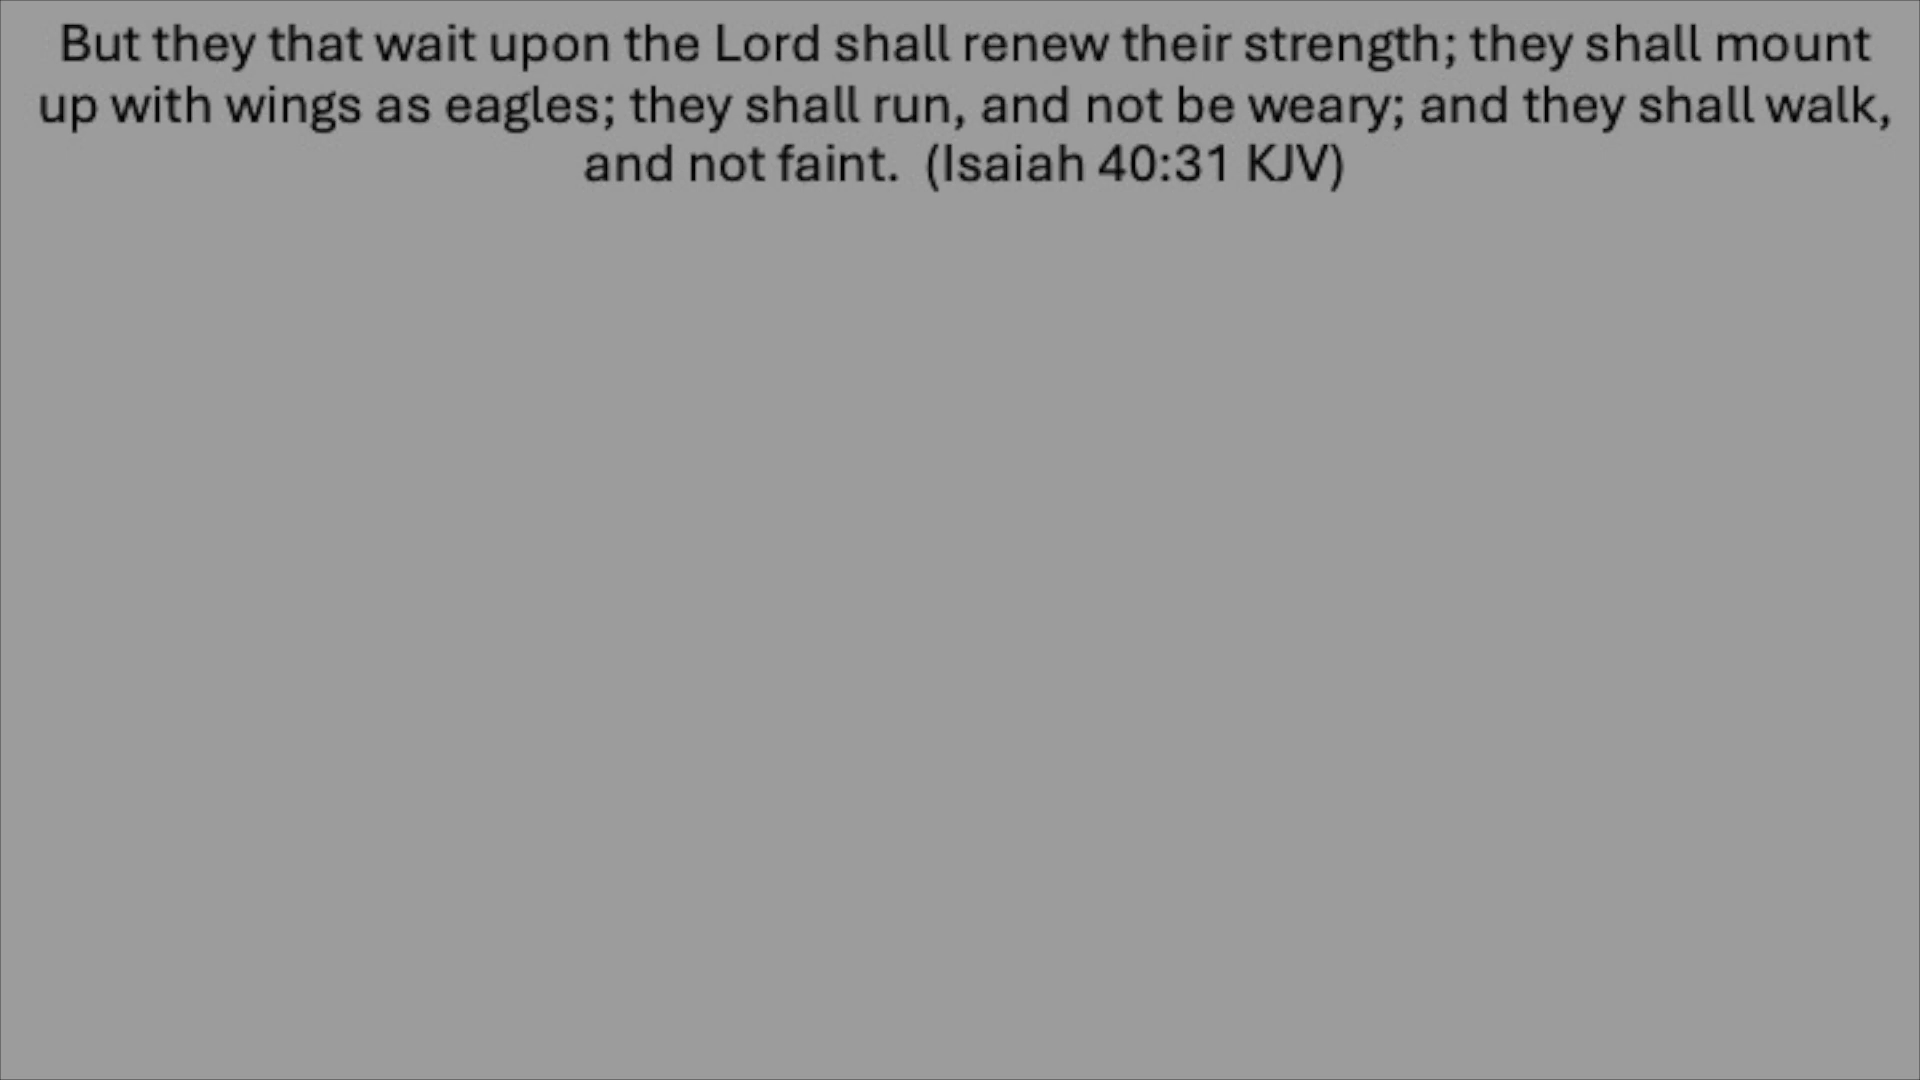 But they that wait upon the Lord shall renew their strength; they shall mount
up with wings as eagles; they shall run, and not be weary; and they shall walk,
and not faint.  (Isaiah 40:31 KJV)